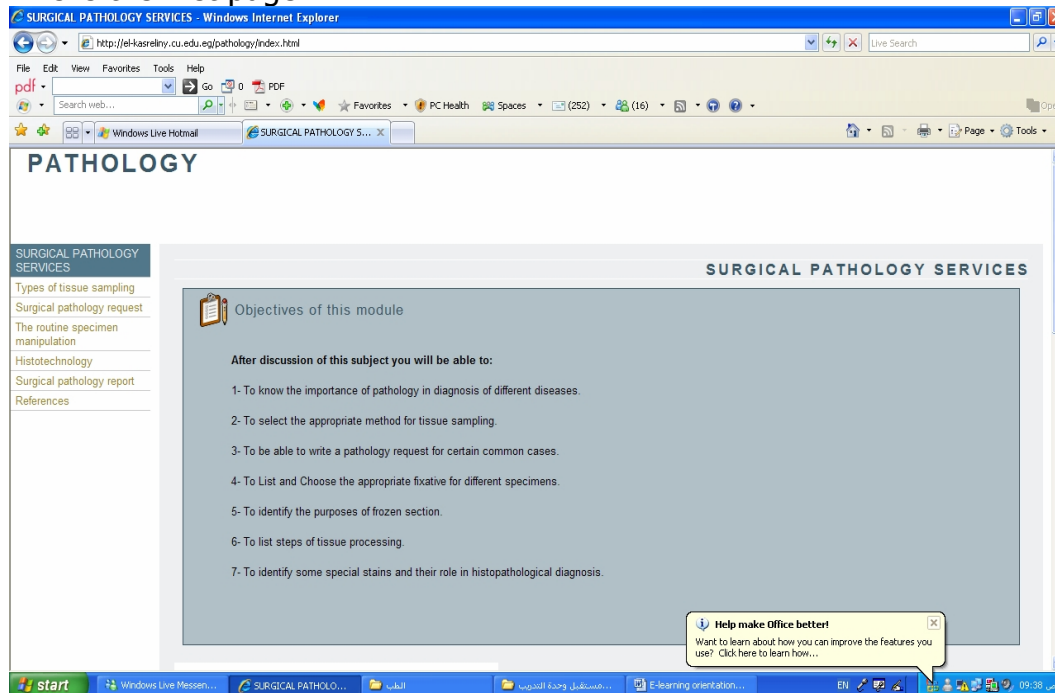 SURGICAL PATHOLOGY SERVICES - Windows Internet Explorer
http://el-kasreliny.cu.edu.eg/pathology/index.html
Live Search
File Edit View Favorites Tools Help
pdf Go 0 PDF
Search web... Favorites PC Health Spaces (252) (16)
Windows Live Hotmail SURGICAL PATHOLOGY S... X Page Tools
PATHOLOGY
SURGICAL PATHOLOGY SERVICES
Types of tissue sampling
Surgical pathology request
The routine specimen
manipulation
Histotechnology
Surgical pathology report
References
SURGICAL PATHOLOGY SERVICES
Objectives of this module
After discussion of this subject you will be able to:
1- To know the importance of pathology in diagnosis of different diseases.
2- To select the appropriate method for tissue sampling.
3- To be able to write a pathology request for certain common cases.
4- To List and Choose the appropriate fixative for different specimens.
5- To identify the purposes of frozen section.
6- To list steps of tissue processing.
7- To identify some special stains and their role in histopathological diagnosis.
Help make Office better!
Want to learn about how you can improve the features you
use? Click here to learn how...
start Windows Live Messen... SURGICAL PATHOLO... الطب مستقبل وحدة التدريب... E-learning orientation... EN 09:38